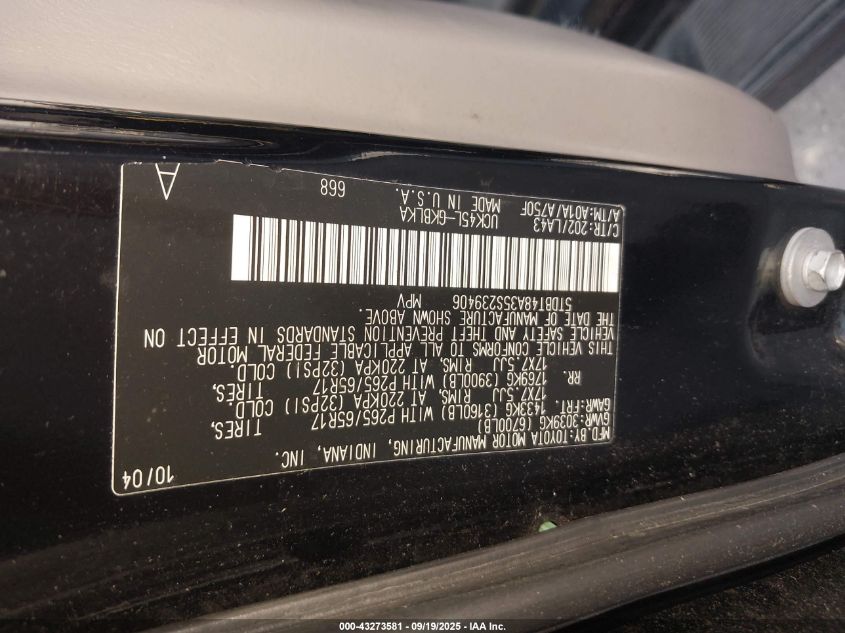 MFD BY:TOYOTA MOTOR MANUFACTURING, INDIANA, INC. 10/04
GVWR: 3039KG (6700LB)
GAWR:FRT. 1433KG (3160LB) WITH P265/65R17 TIRES,
17X7.5JJ RIMS, AT 220KPA (32PSI) COLD.
RR. 1769KG (3900LB) WITH P265/65R17 TIRES,
17X7.5JJ RIMS, AT 220KPA (32PSI) COLD.
THIS VEHICLE CONFORMS TO ALL APPLICABLE FEDERAL MOTOR
VEHICLE SAFETY AND THEFT PREVENTION STANDARDS IN EFFECT ON
THE DATE OF MANUFACTURE SHOWN ABOVE.
5TDBT48A35S239406 MPV
C/TR:202/LA43 UCK45L-GKBLKA
A/TM:A01A/A750F MADE IN U.S.A. 668 A
000-43273581 - 09/19/2025 - IAA Inc.